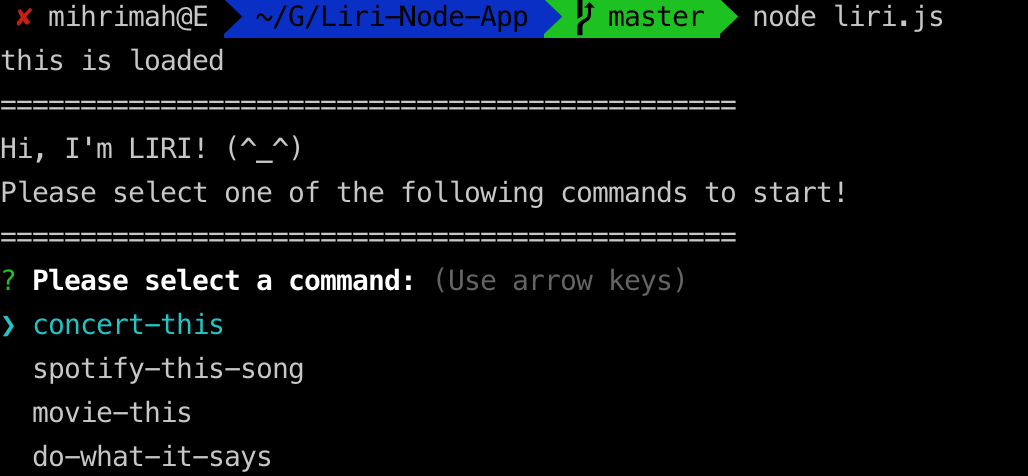 ✘ mihrimah@E ~/G/Liri-Node-App master node liri.js
this is loaded
==============================================
Hi, I'm LIRI! (^_^)
Please select one of the following commands to start!
==============================================
? Please select a command: (Use arrow keys)
❯ concert-this
spotify-this-song
movie-this
do-what-it-says